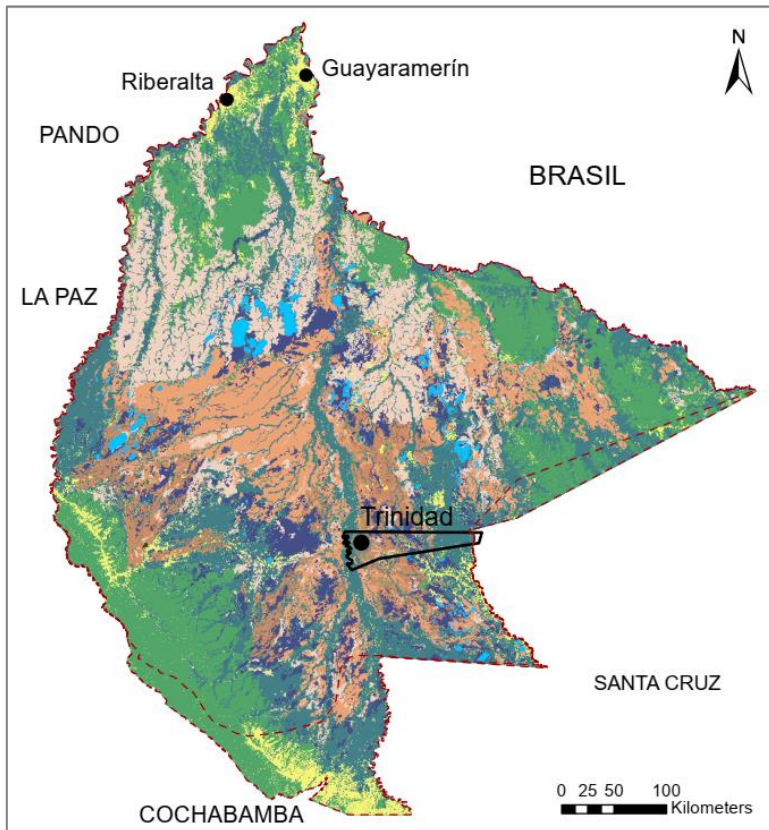 N
Riberalta
Guayaramerín
PANDO
BRASIL
LA PAZ
Trinidad
SANTA CRUZ
0 25 50 100
Kilometers
COCHABAMBA